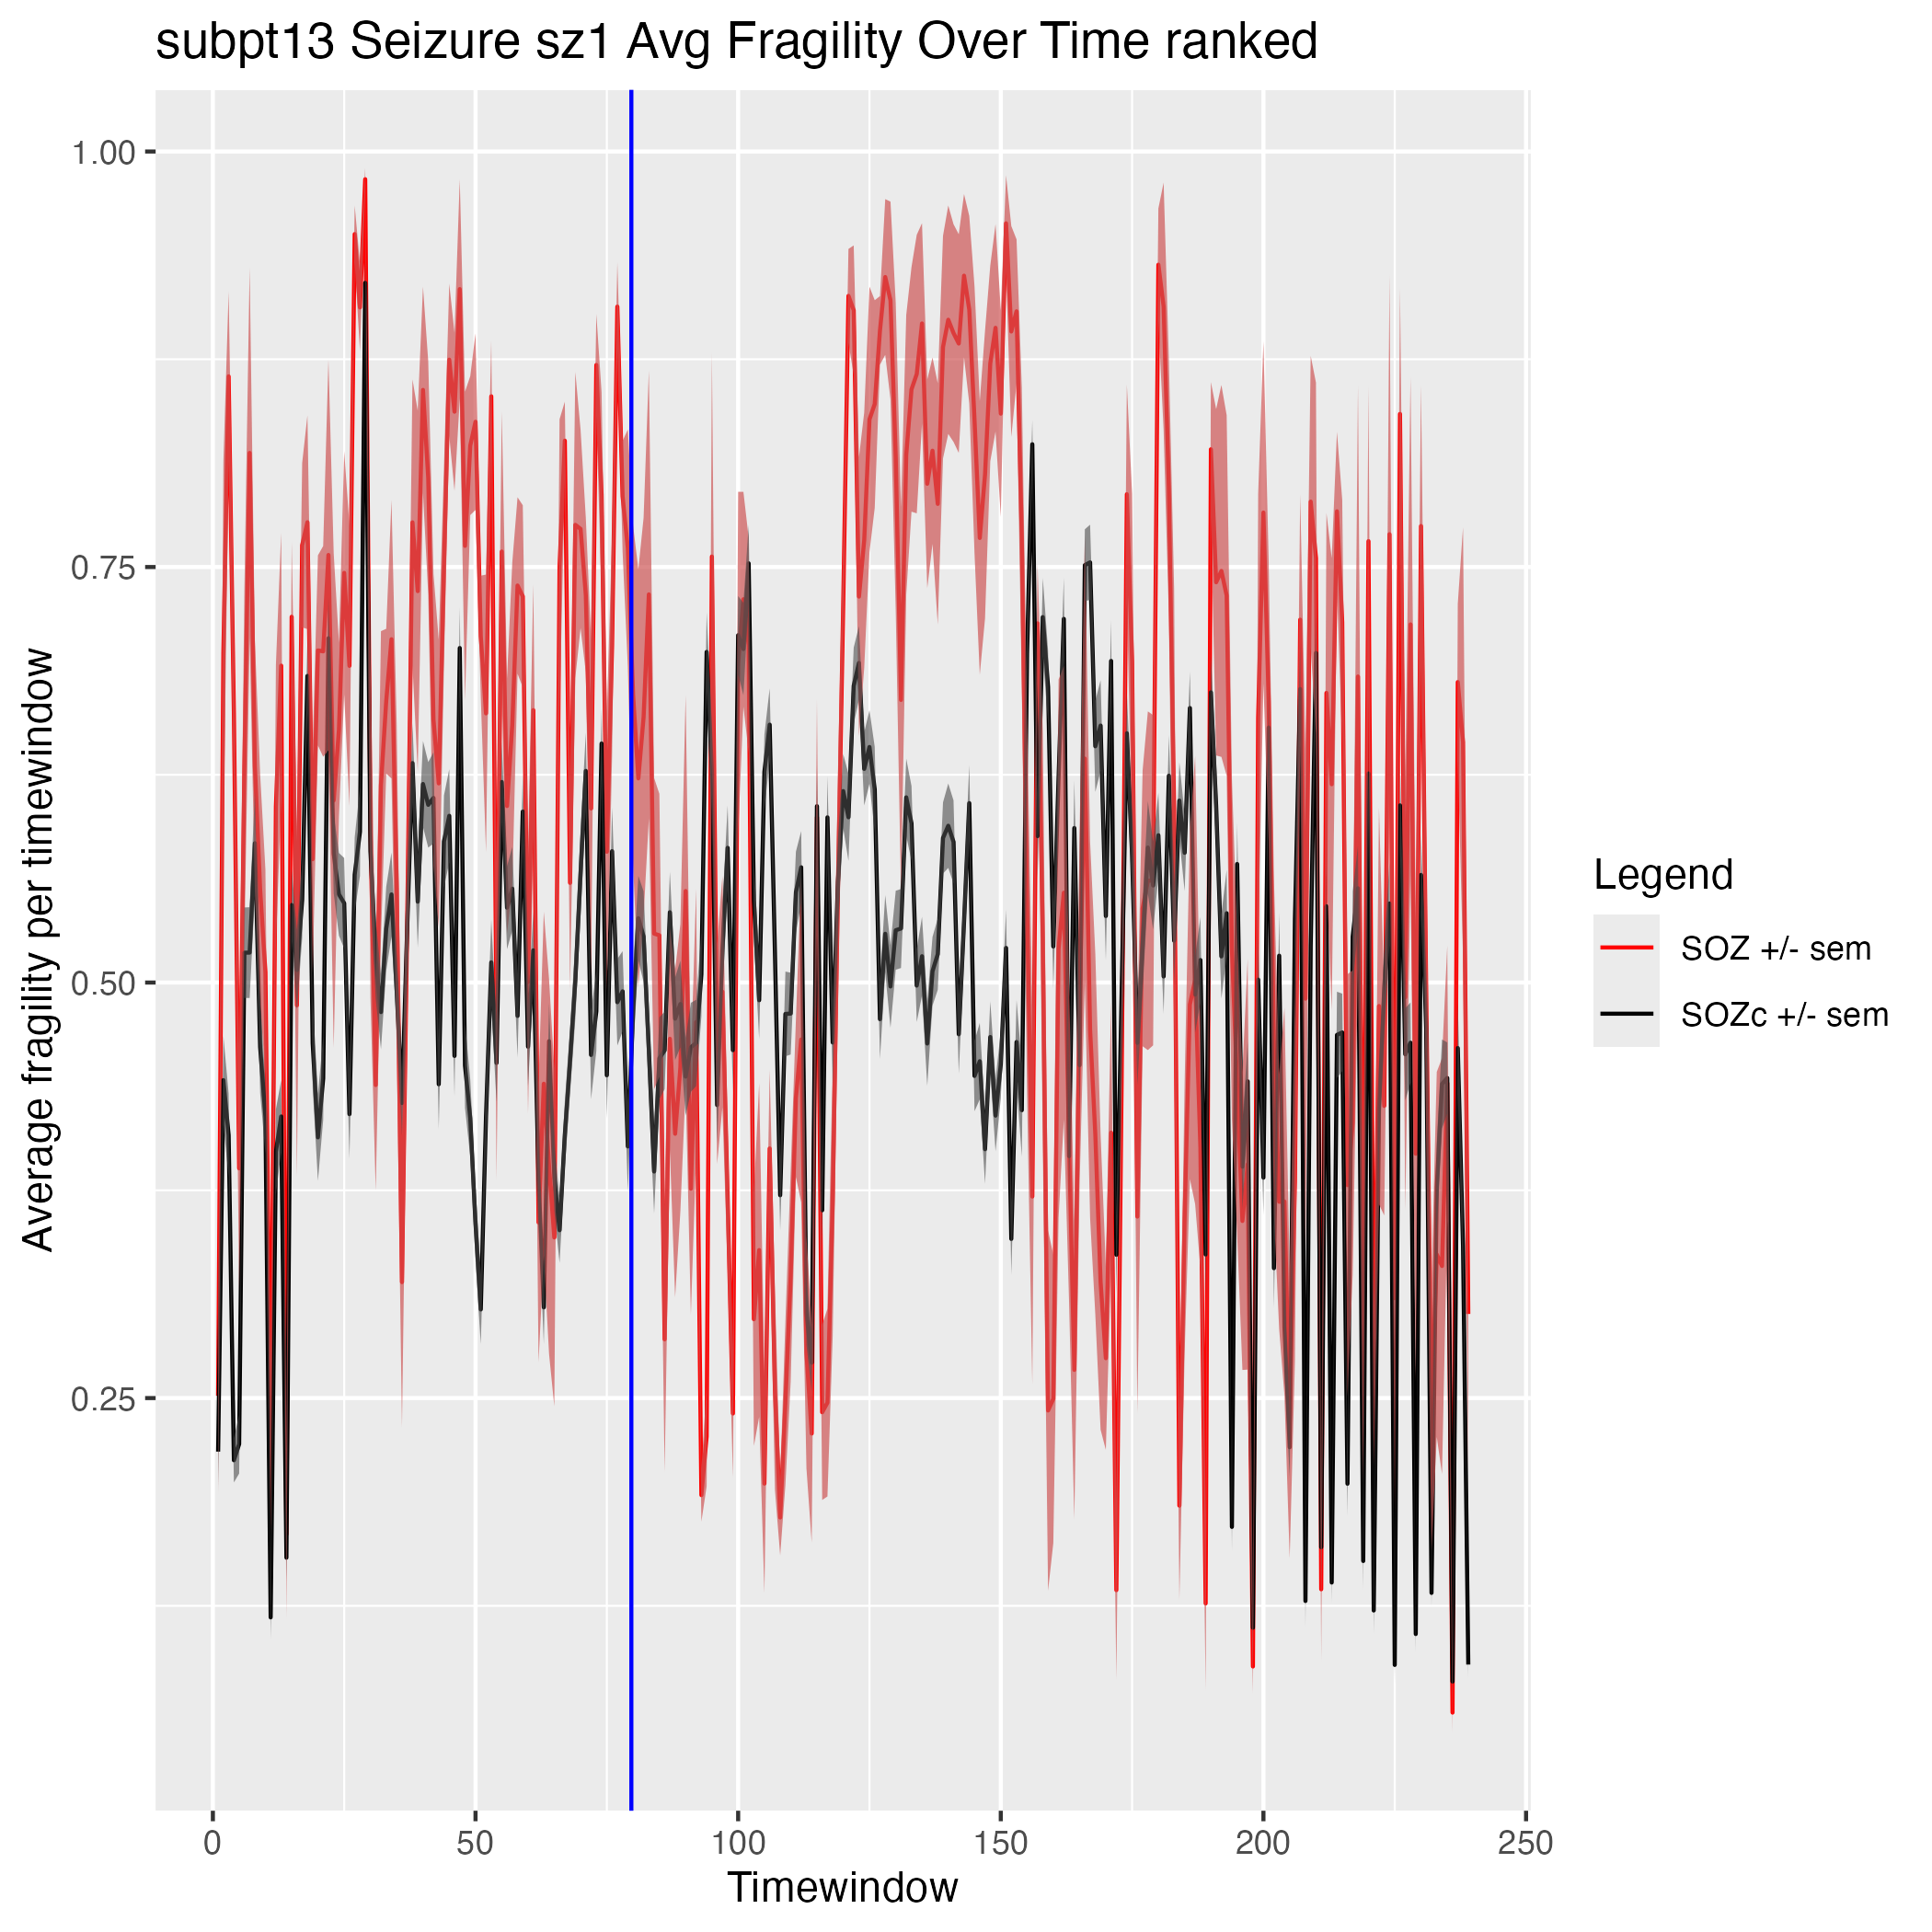 subpt13 Seizure sz1 Avg Fragility Over Time ranked
Average fragility per timewindow
1.00
0.75
0.50
0.25
0
50
100
150
200
250
Timewindow
Legend
SOZ +/- sem
SOZc +/- sem